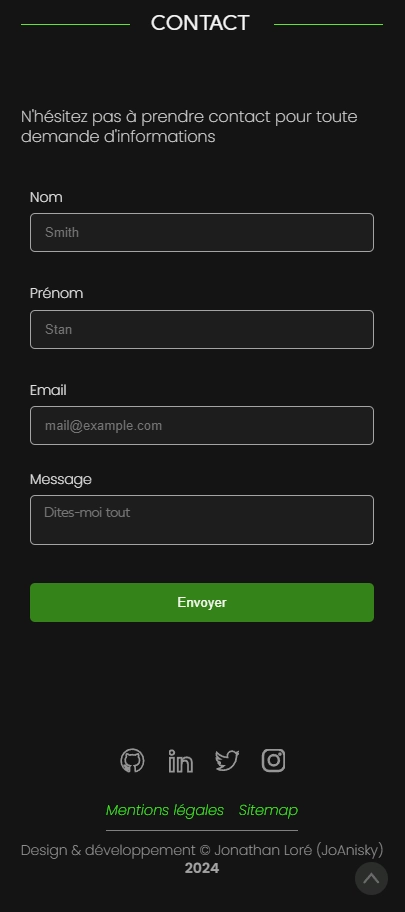 CONTACT
N'hésitez pas à prendre contact pour toute
demande d'informations
Nom
Smith
Prénom
Stan
Email
mail@example.com
Message
Dites-moi tout
Envoyer
Mentions légales Sitemap
Design & développement © Jonathan Loré (JoAnisky)
2024